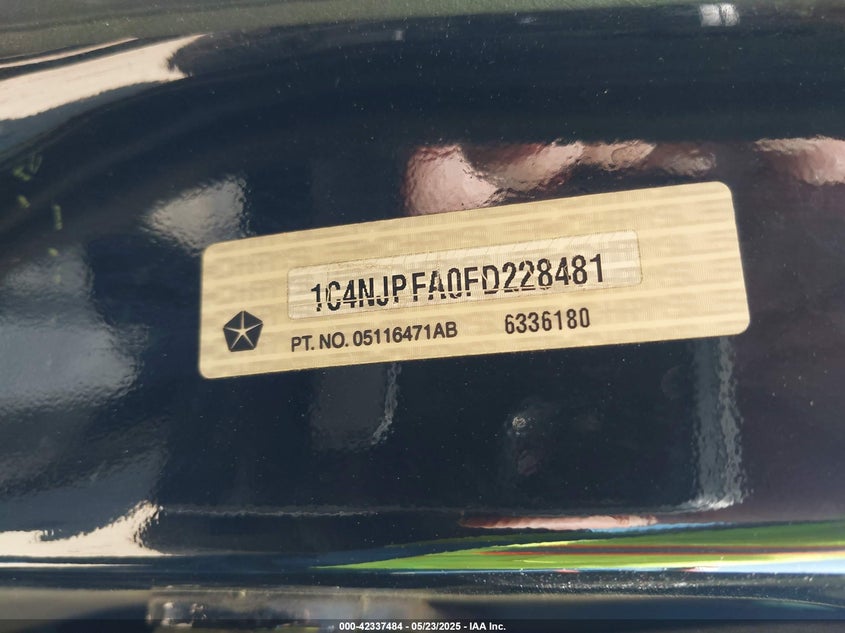 1C4NJPFA0FD228481
PT. NO. 05116471AB 6336180
000-42337484 - 05/23/2025 - IAA Inc.